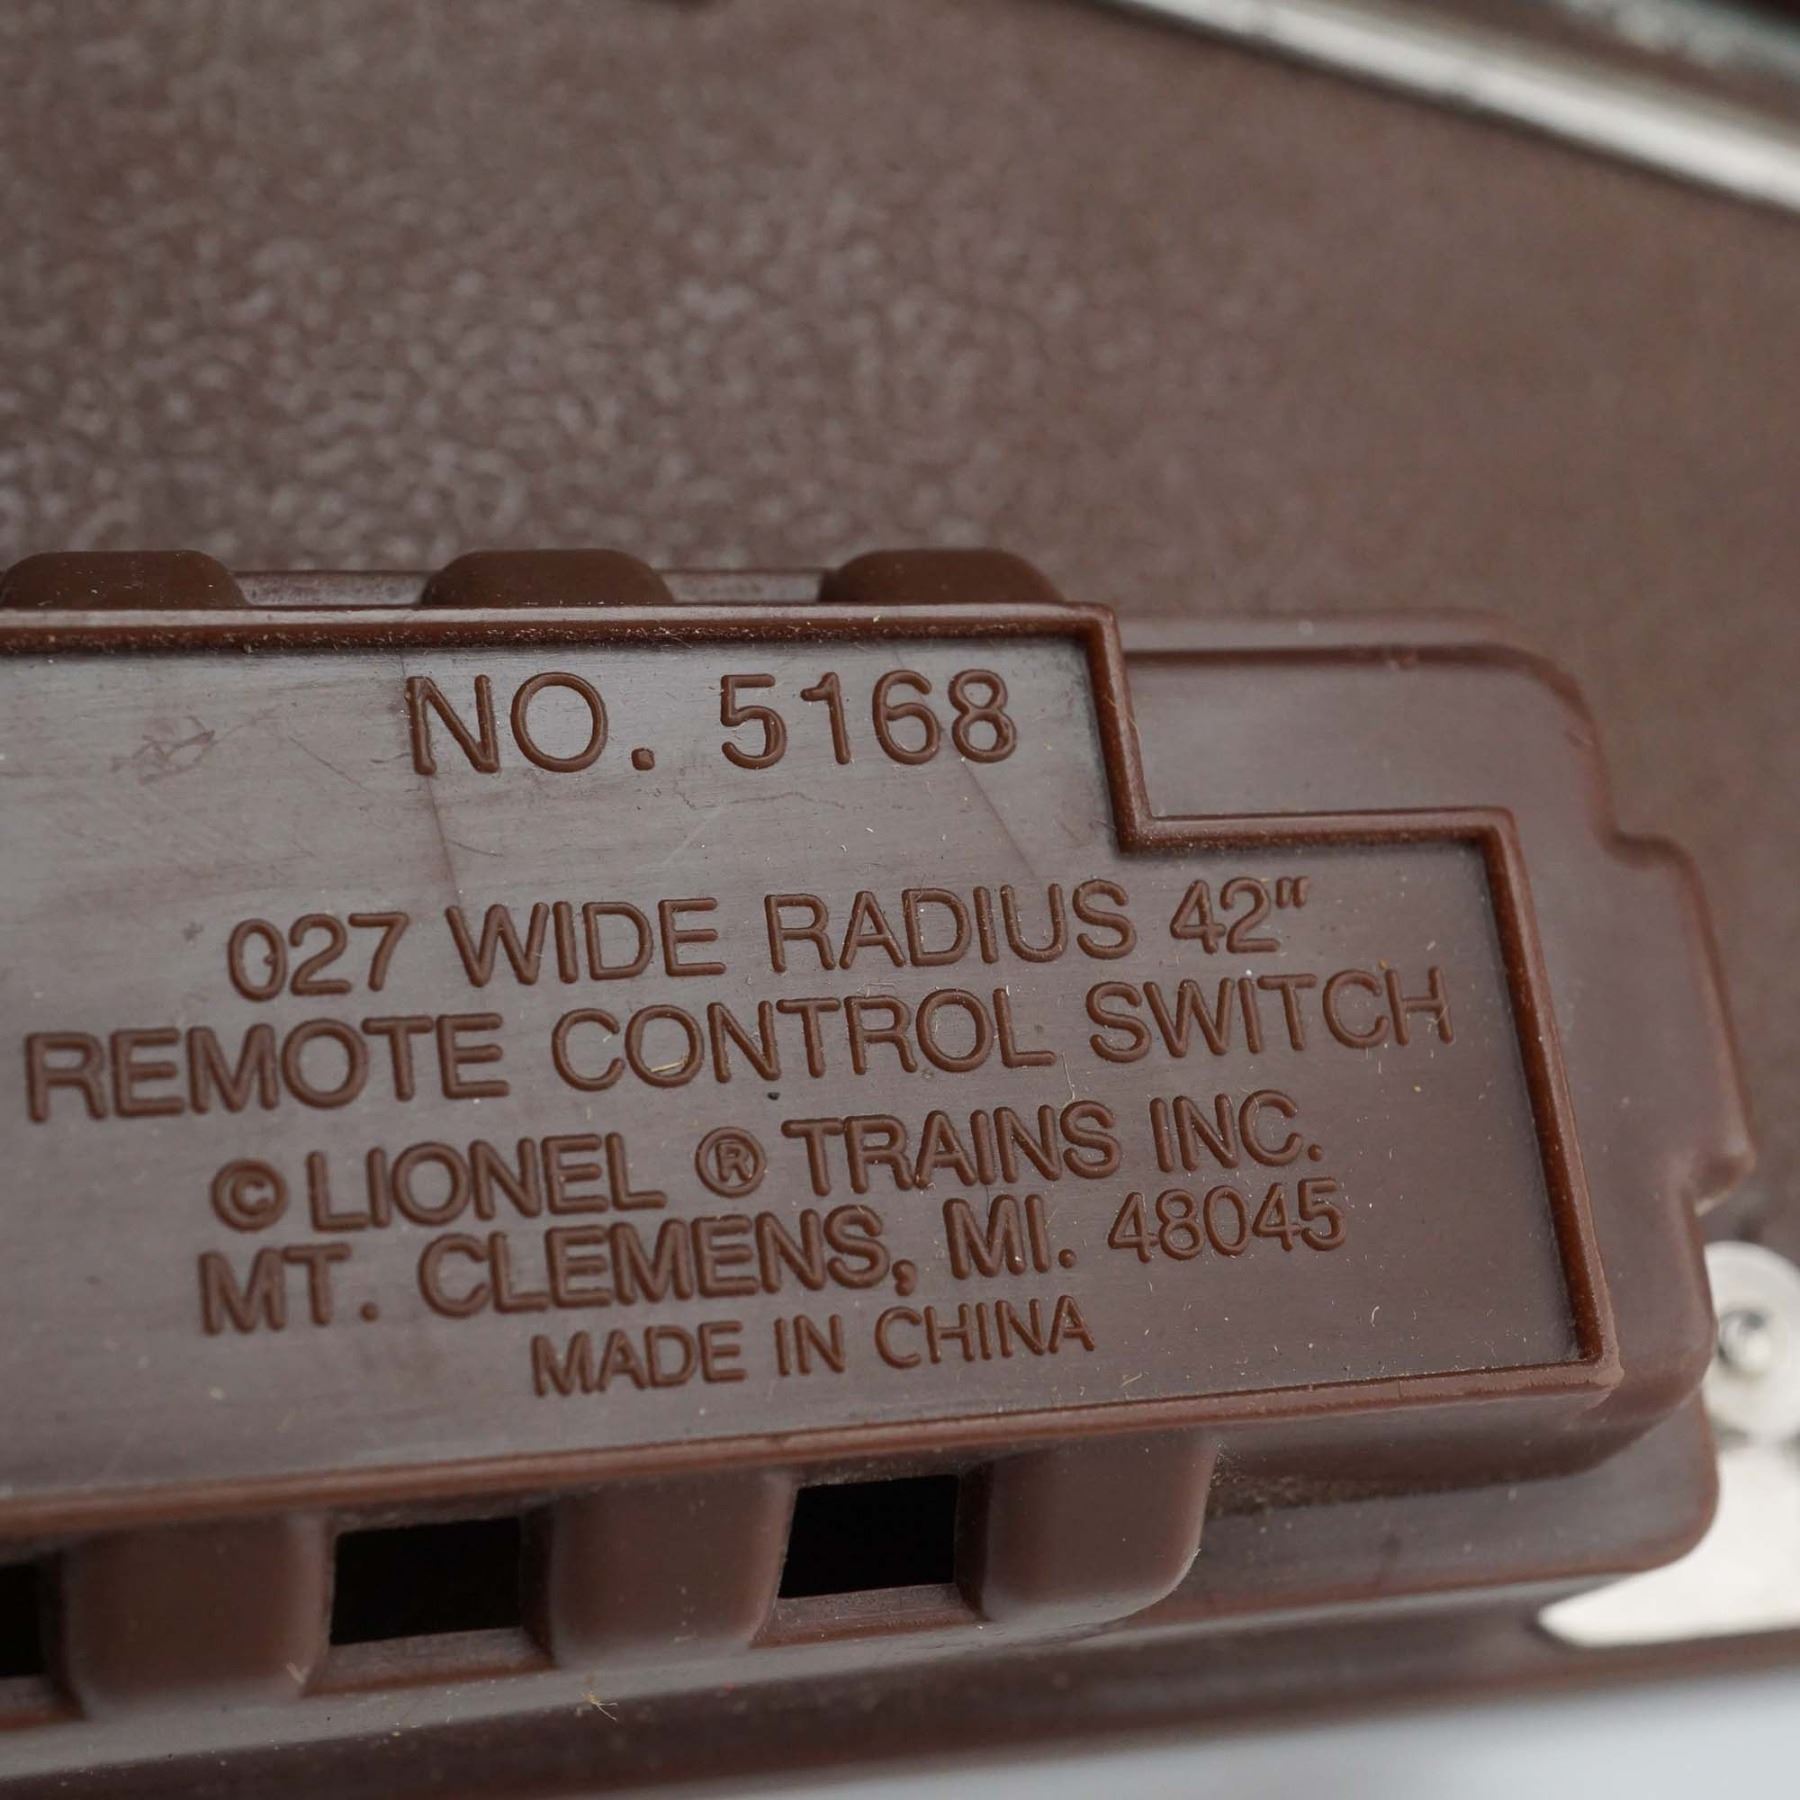 NO. 5168
027 WIDE RADIUS 42"
REMOTE CONTROL SWITCH
© LIONEL ® TRAINS INC.
MT. CLEMENS, MI. 48045
MADE IN CHINA